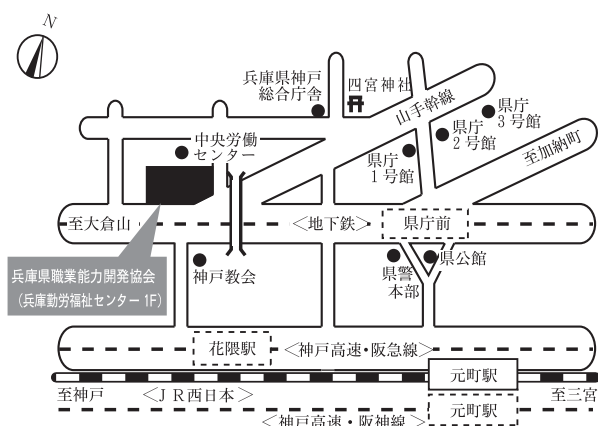 N
兵庫県神戸
総合庁舎
四宮神社
山手幹線
県庁
3号館
県庁
2号館
県庁
1号館
至加納町
中央労働
センター
至大倉山
〈地下鉄〉
県庁前
兵庫県職業能力開発協会
（兵庫勤労福祉センター1F）
神戸教会
県警
本部
県公館
花隈駅
〈神戸高速・阪急線〉
元町駅
至神戸
〈JR西日本〉
至三宮
元町駅
〈神戸高速・阪神線〉